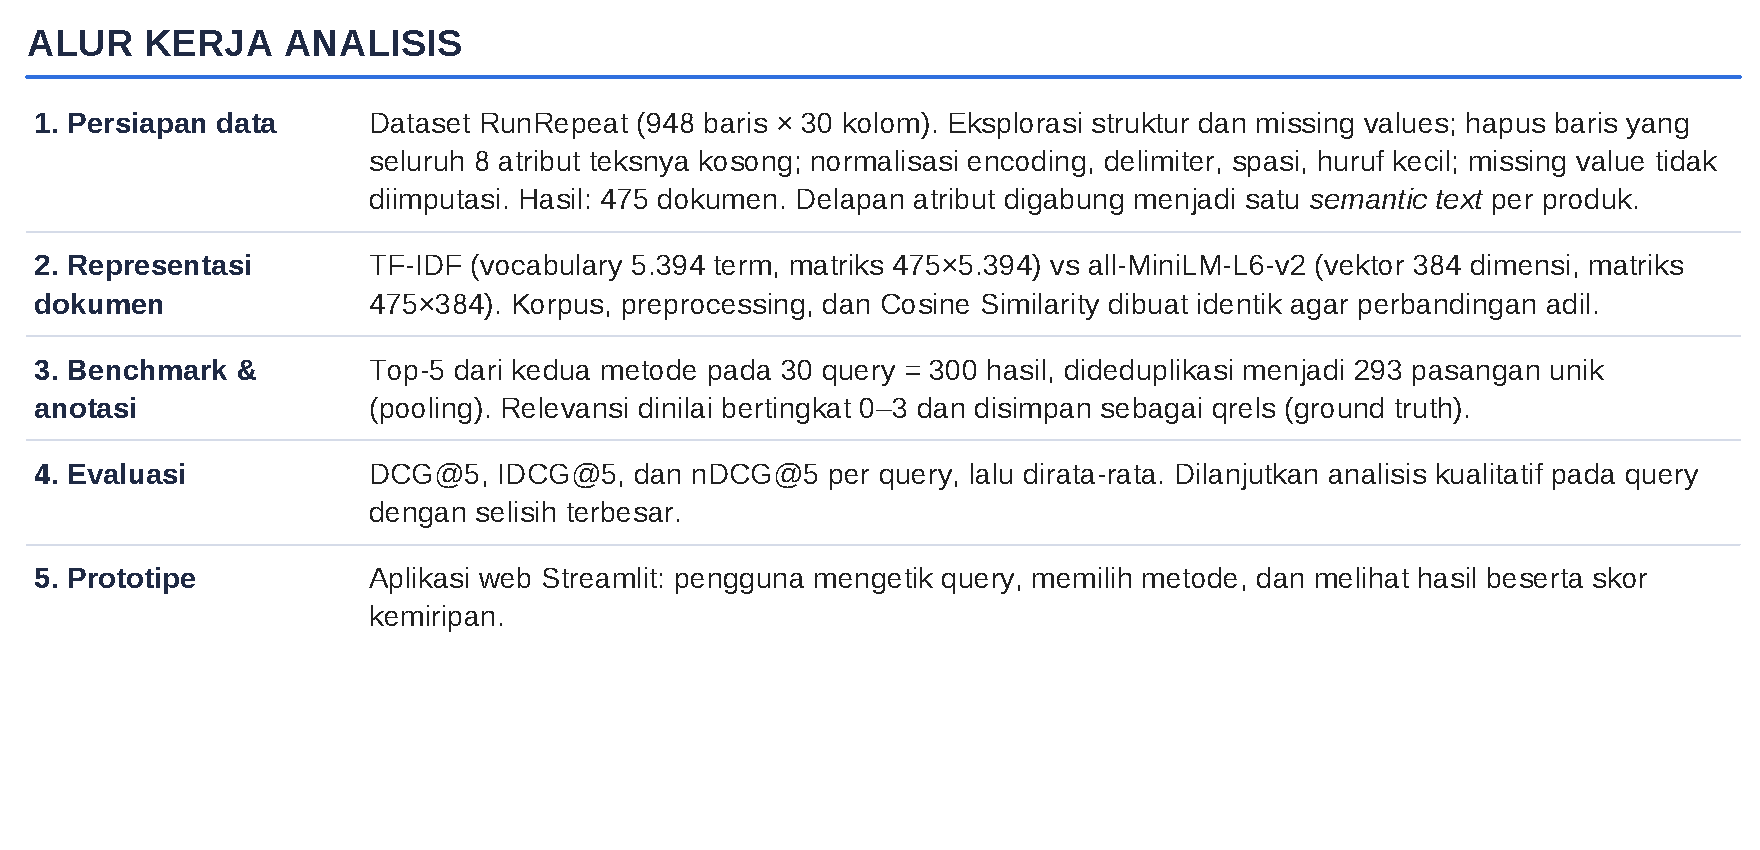 ALUR KERJA ANALISIS
1. Persiapan data
Dataset RunRepeat (948 baris × 30 kolom). Eksplorasi struktur dan missing values; hapus baris yang
seluruh 8 atribut teksnya kosong; normalisasi encoding, delimiter, spasi, huruf kecil; missing value tidak
diimputasi. Hasil: 475 dokumen. Delapan atribut digabung menjadi satu semantic text per produk.
2. Representasi
dokumen
TF-IDF (vocabulary 5.394 term, matriks 475×5.394) vs all-MiniLM-L6-v2 (vektor 384 dimensi, matriks
475×384). Korpus, preprocessing, dan Cosine Similarity dibuat identik agar perbandingan adil.
3. Benchmark &
anotasi
Top-5 dari kedua metode pada 30 query = 300 hasil, dideduplikasi menjadi 293 pasangan unik
(pooling). Relevansi dinilai bertingkat 0–3 dan disimpan sebagai qrels (ground truth).
4. Evaluasi
DCG@5, IDCG@5, dan nDCG@5 per query, lalu dirata-rata. Dilanjutkan analisis kualitatif pada query
dengan selisih terbesar.
5. Prototipe
Aplikasi web Streamlit: pengguna mengetik query, memilih metode, dan melihat hasil beserta skor
kemiripan.